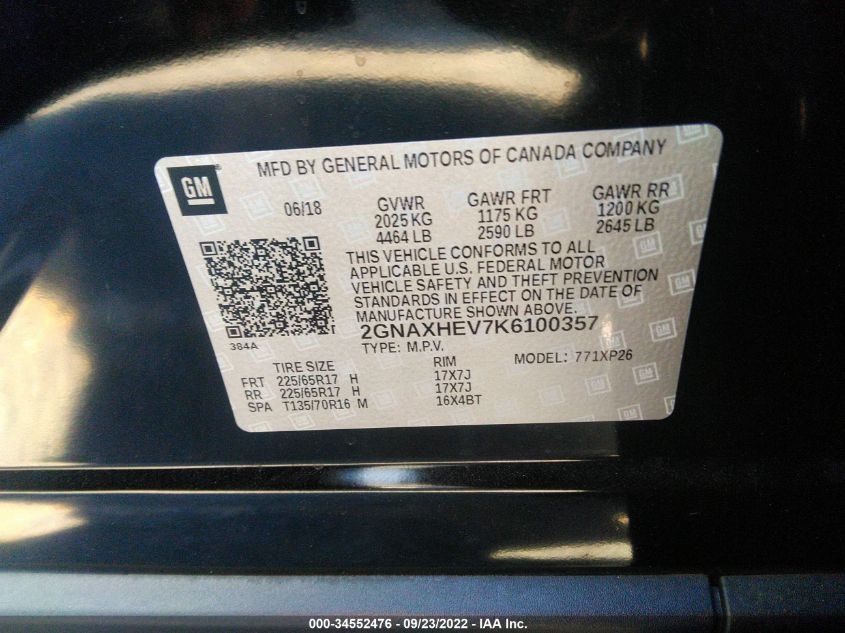 MFD BY GENERAL MOTORS OF CANADA COMPANY
GM
06/18
GVWR GAWR FRT GAWR RR
2025 KG 1175 KG 1200 KG
4464 LB 2590 LB 2645 LB
THIS VEHICLE CONFORMS TO ALL
APPLICABLE U.S. FEDERAL MOTOR
VEHICLE SAFETY AND THEFT PREVENTION
STANDARDS IN EFFECT ON THE DATE OF
MANUFACTURE SHOWN ABOVE.
2GNAXHEV7K6100357
384A
TYPE: M.P.V. MODEL: 771XP26
TIRE SIZE RIM
FRT 225/65R17 H 17X7J
RR 225/65R17 H 17X7J
SPA T135/70R16 M 16X4BT
000-34552476 - 09/23/2022 - IAA Inc.